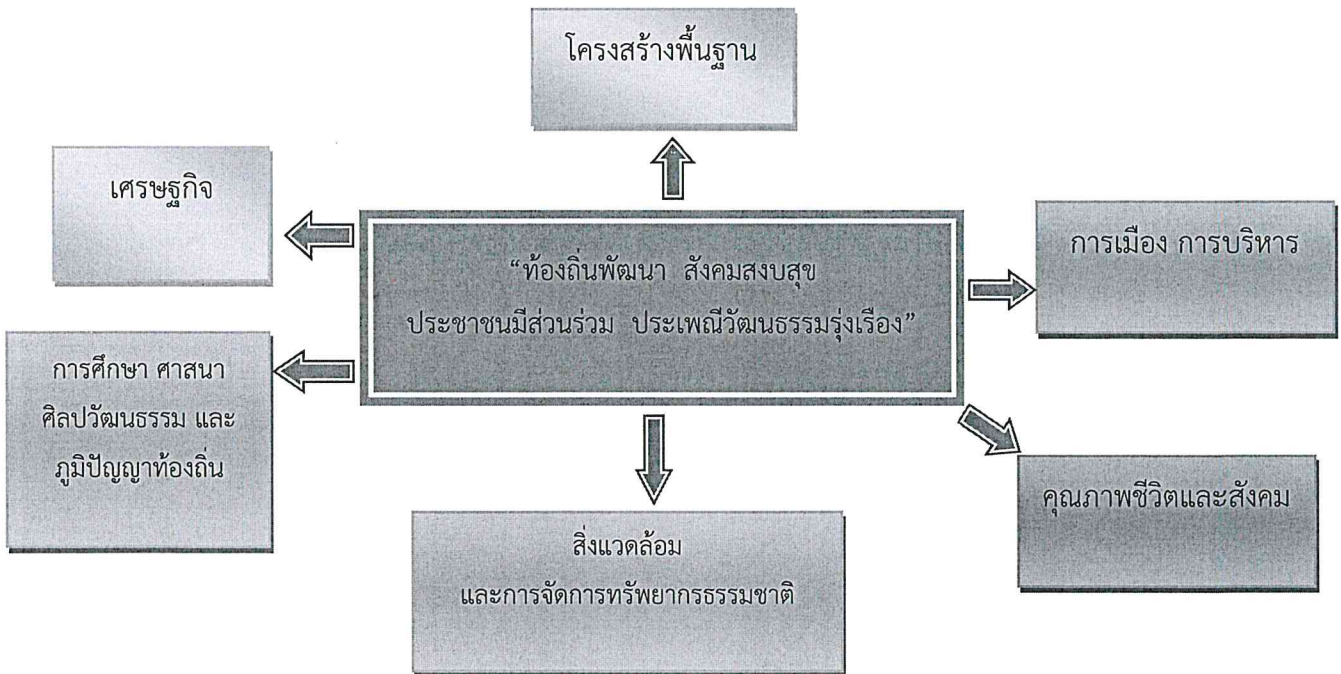 โครงสร้างพื้นฐาน
เศรษฐกิจ
การเมือง การบริหาร
“ท้องถิ่นพัฒนา สังคมสงบสุข
ประชาชนมีส่วนร่วม ประเพณีวัฒนธรรมรุ่งเรือง”
การศึกษา ศาสนา
ศิลปวัฒนธรรม และ
ภูมิปัญญาท้องถิ่น
คุณภาพชีวิตและสังคม
สิ่งแวดล้อม
และการจัดการทรัพยากรธรรมชาติ